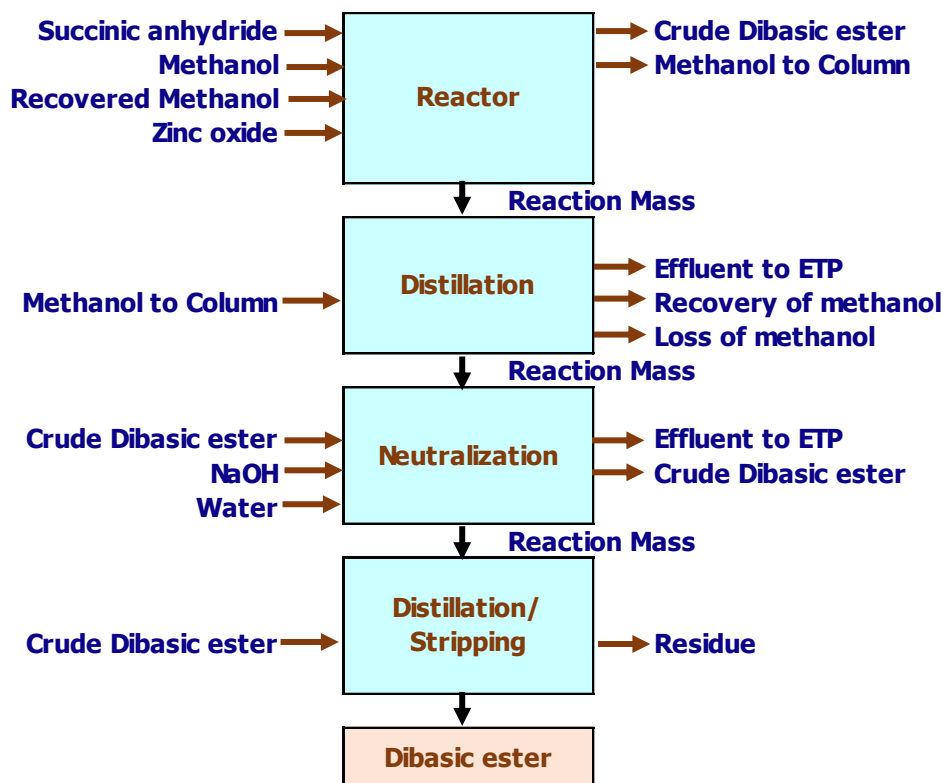 Succinic anhydride
Methanol
Recovered Methanol
Zinc oxide
Reactor
Crude Dibasic ester
Methanol to Column
Reaction Mass
Methanol to Column
Distillation
Effluent to ETP
Recovery of methanol
Loss of methanol
Reaction Mass
Crude Dibasic ester
NaOH
Water
Neutralization
Effluent to ETP
Crude Dibasic ester
Reaction Mass
Crude Dibasic ester
Distillation/
Stripping
Residue
Dibasic ester